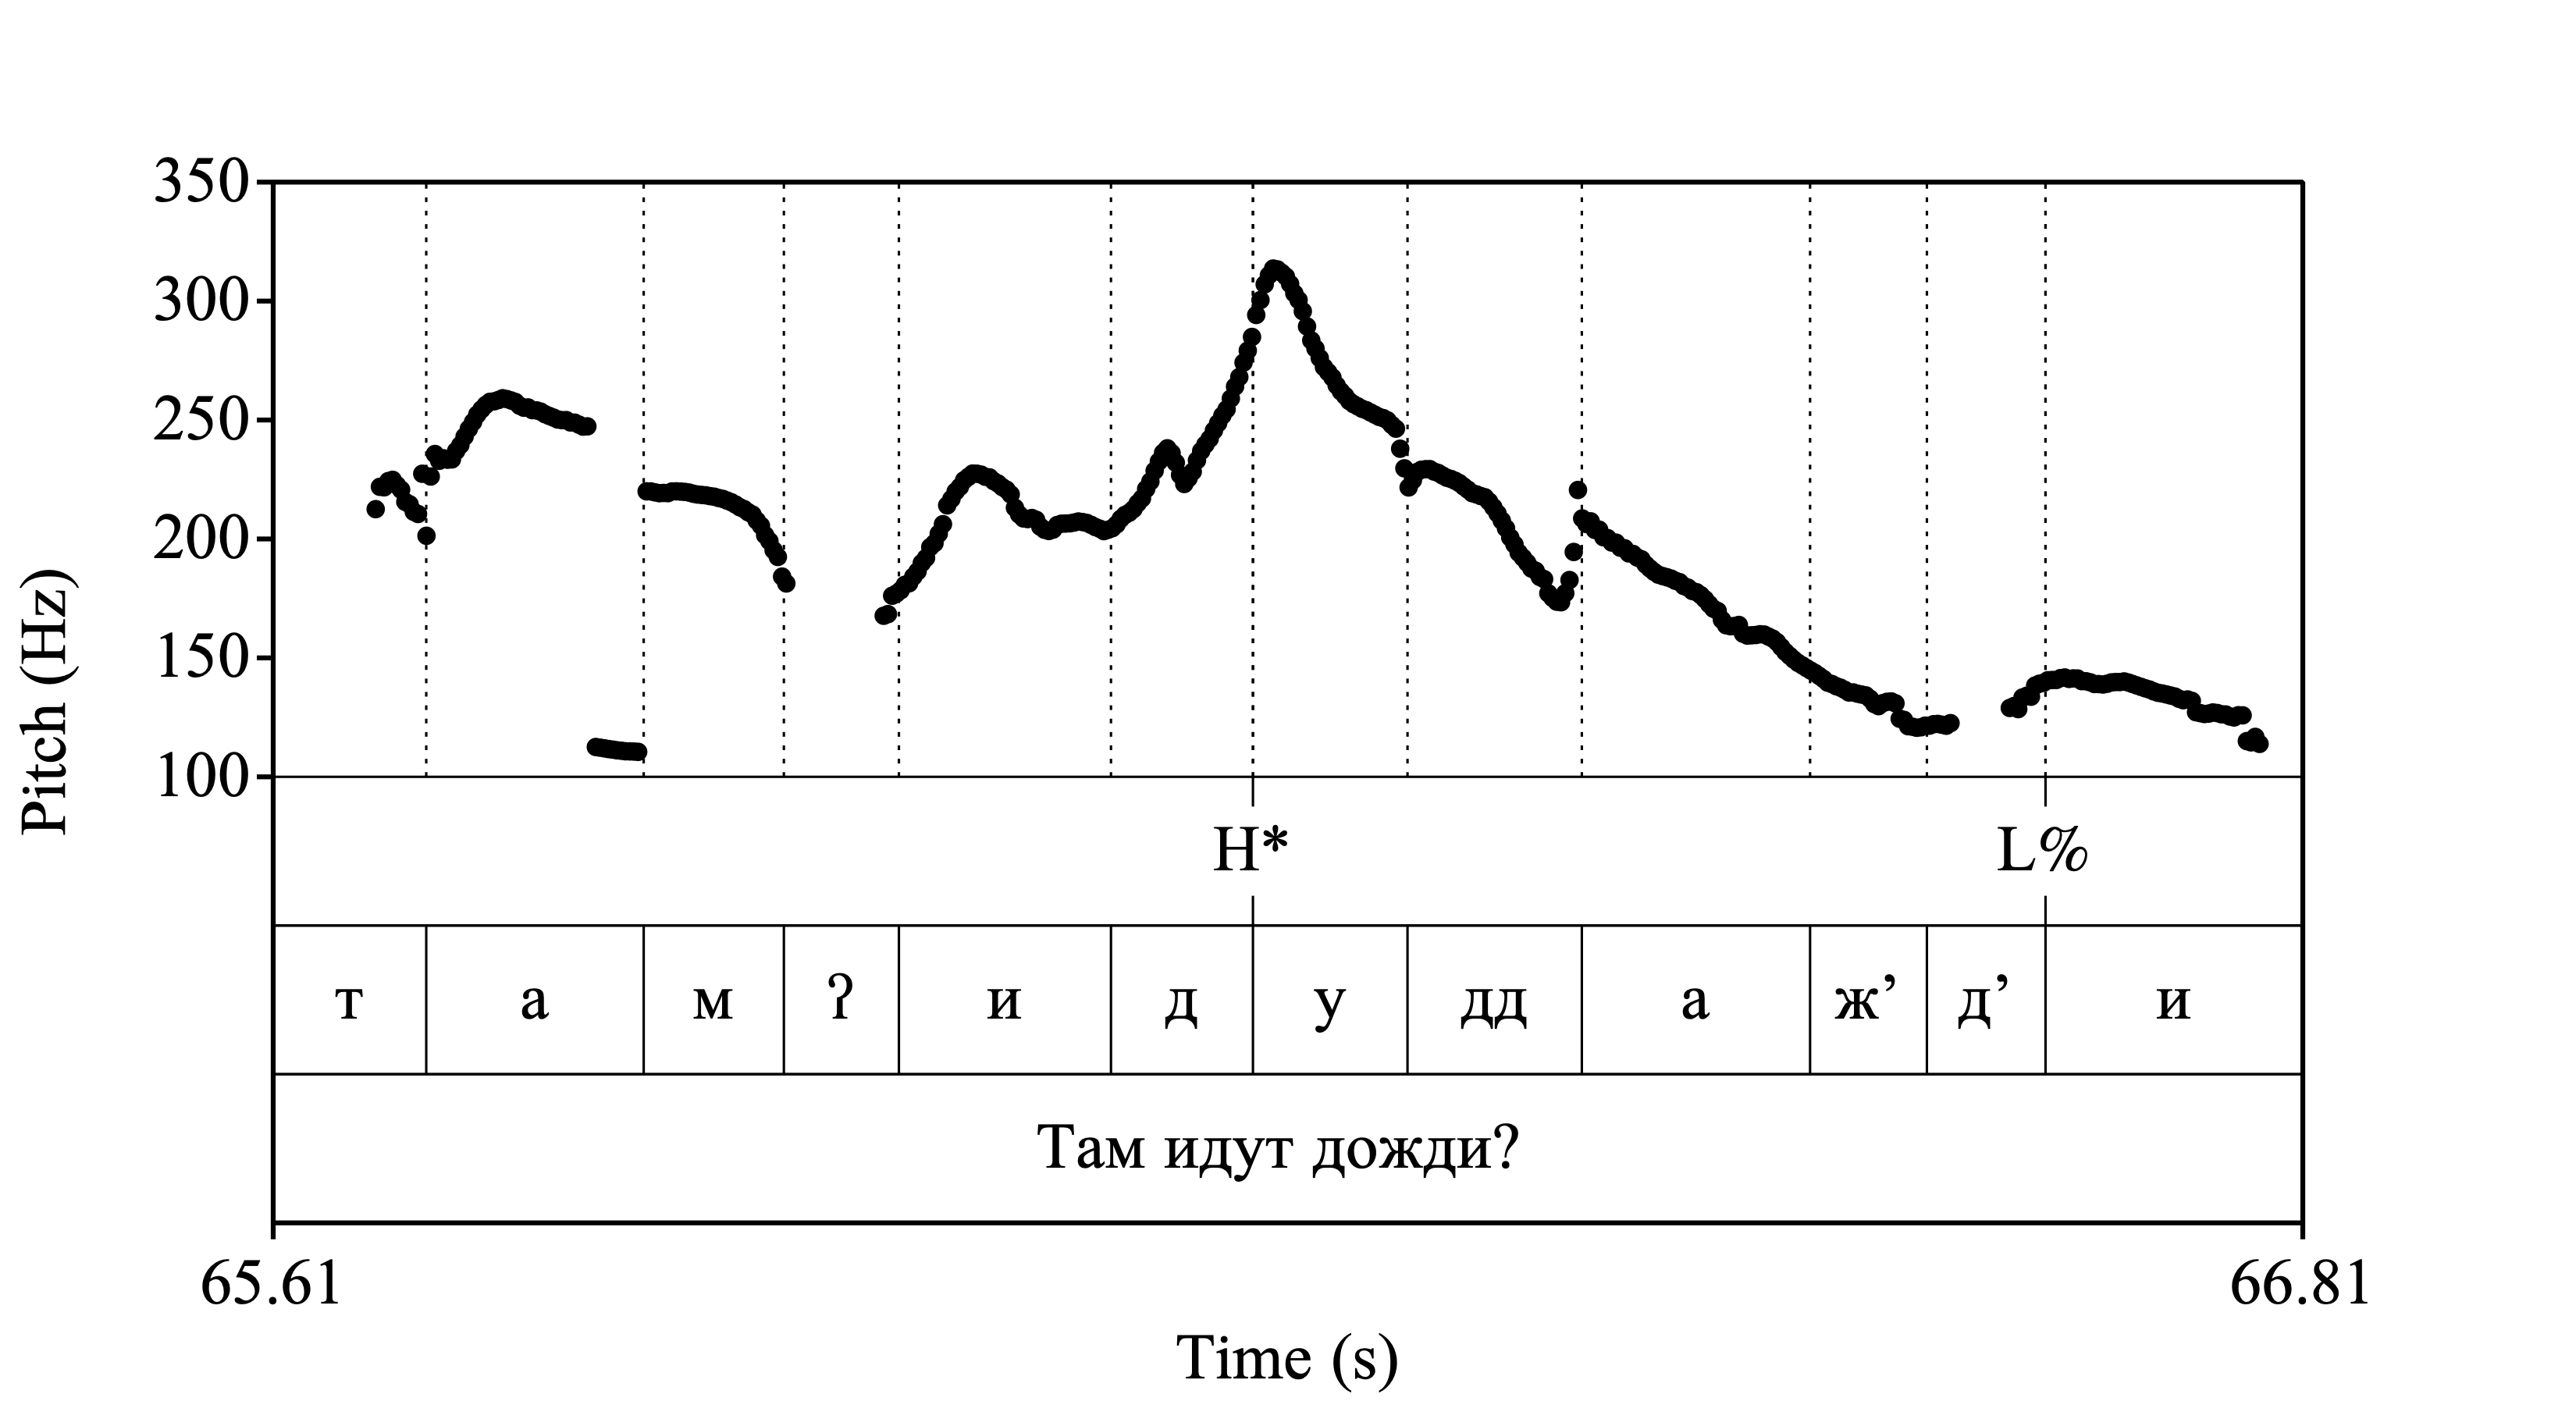 350
300
250
200
150
100
Pitch (Hz)
H* L%
т а м ʔ и д у дд а ж’ д’ и
Там идут дожди?
65.61 66.81
Time (s)